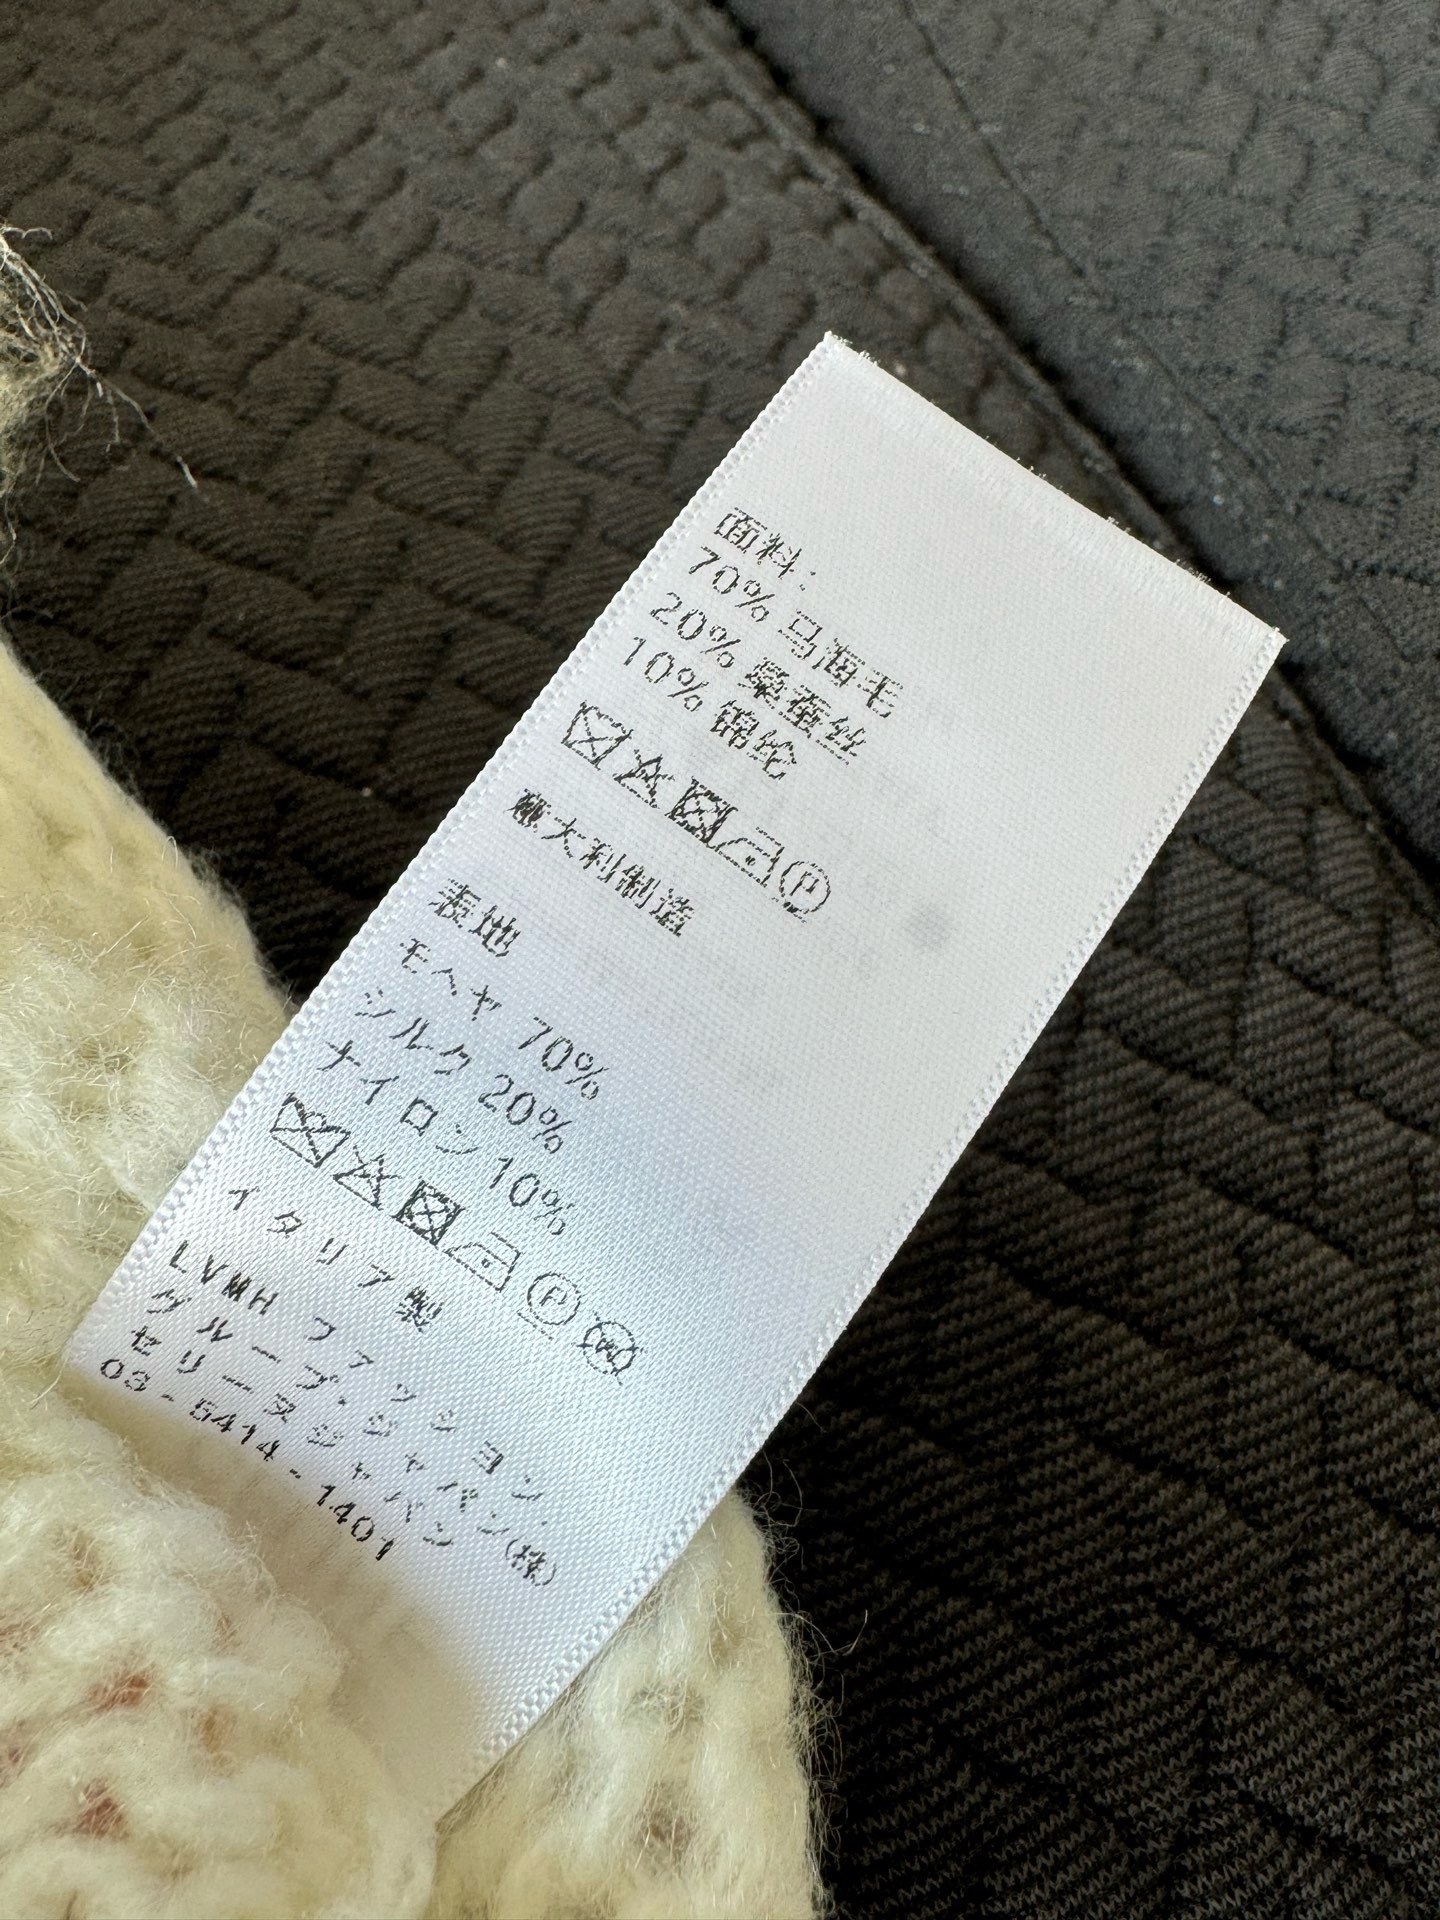 面料:
70% 马海毛
20% 桑蚕丝
10% 锦纶
P
意大利制造
表地
モヘヤ 70%
シルク 20%
ナイロン 10%
P W
イタリア製
LVMH ファッション・
グループ・ジャパン(株)
セリーヌ ジャパン
03-5414-1401